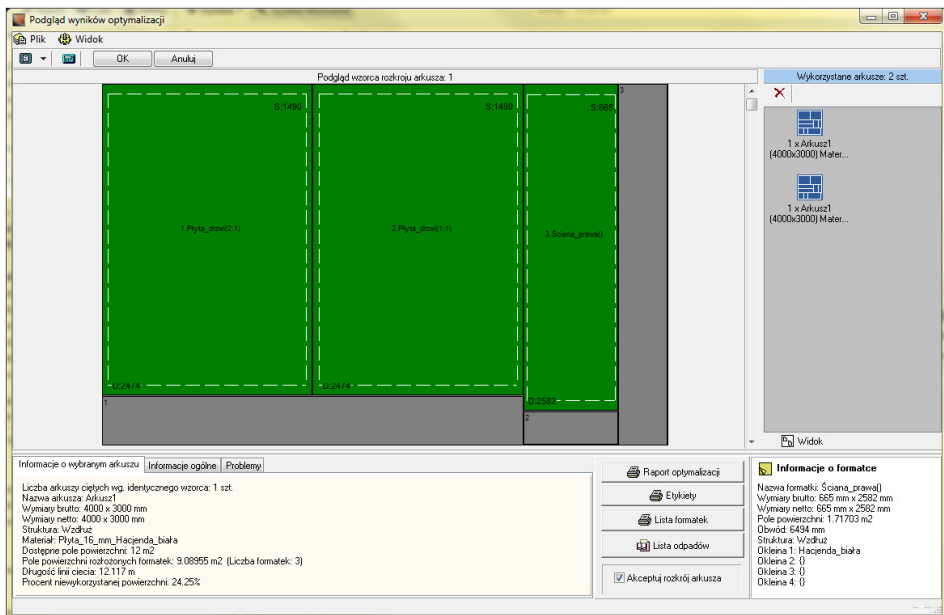 Podgląd wyników optymalizacji
Plik Widok
OK Anuluj
Podgląd wzorca rozkroju arkusza: 1
Wykorzystane arkusze: 2 szt.
S:1490 S:1490 S:665 3
1.Płyta_drzwi(2:1) 2.Płyta_drzwi(1:1) 3.Ściana_prawa()
D:2474 D:2474 D:2582
1 2
1 x Arkusz1
(4000x3000) Mater...
1 x Arkusz1
(4000x3000) Mater...
Widok
Informacje o wybranym arkuszu Informacje ogólne Problemy
Liczba arkuszy ciętych wg. identycznego wzorca: 1 szt.
Nazwa arkusza: Arkusz1
Wymiary brutto: 4000 x 3000 mm
Wymiary netto: 4000 x 3000 mm
Struktura: Wzdłuż
Materiał: Płyta_16_mm_Hacjenda_biała
Dostępne pole powierzchni: 12 m2
Pole powierzchni rozłożonych formatek: 9.08955 m2 (Liczba formatek: 3)
Długość linii ciecia: 12.117 m
Procent niewykorzystanej powierzchni: 24.25%
Raport optymalizacji
Etykiety
Lista formatek
Lista odpadów
Akceptuj rozkrój arkusza
Informacje o formatce
Nazwa formatki: Ściana_prawa()
Wymiary brutto: 665 mm x 2582 mm
Wymiary netto: 665 mm x 2582 mm
Pole powierzchni: 1.71703 m2
Obwód: 6494 mm
Struktura: Wzdłuż
Okleina 1: Hacjenda_biała
Okleina 2: {}
Okleina 3: {}
Okleina 4: {}